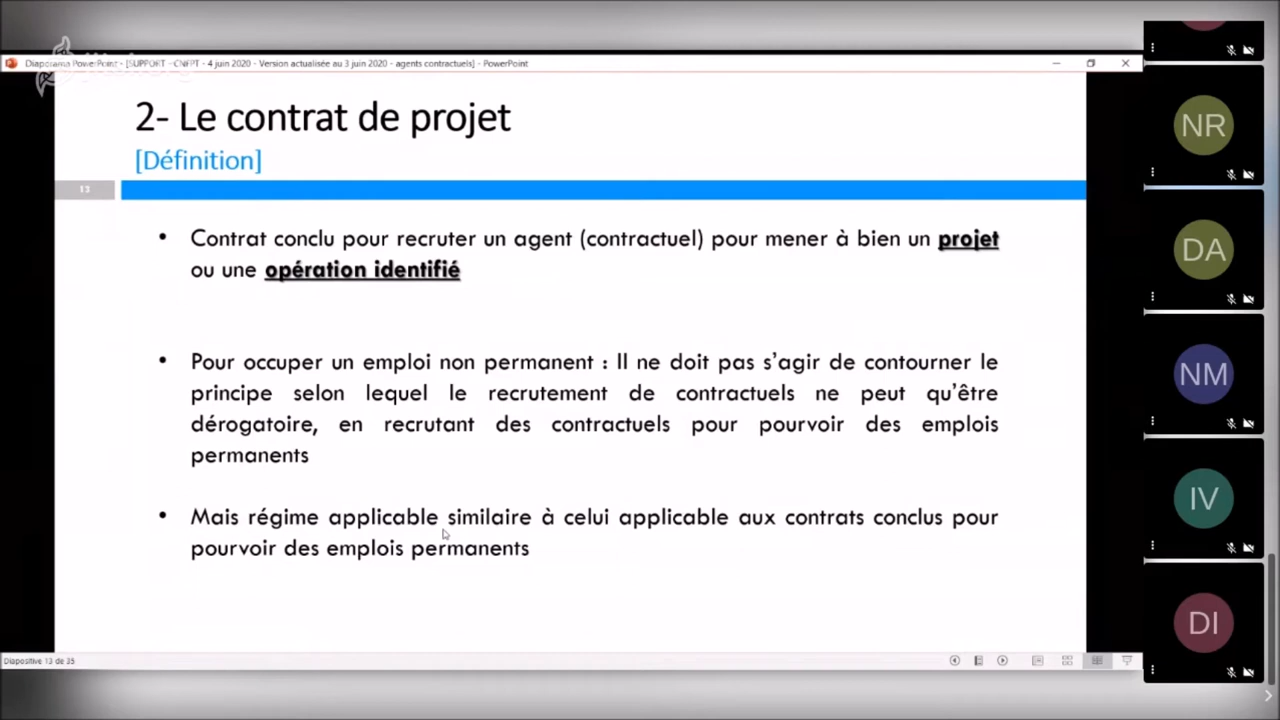 Diaporama PowerPoint - [SUPPORT - CNFPT - 4 juin 2020 - Version actualisée au 3 juin 2020 - agents contractuels] - PowerPoint
2- Le contrat de projet
[Définition]
13
• Contrat conclu pour recruter un agent (contractuel) pour mener à bien un projet
ou une opération identifié
• Pour occuper un emploi non permanent : Il ne doit pas s’agir de contourner le
principe selon lequel le recrutement de contractuels ne peut qu’être
dérogatoire, en recrutant des contractuels pour pourvoir des emplois
permanents
• Mais régime applicable similaire à celui applicable aux contrats conclus pour
pourvoir des emplois permanents
Diapositive 13 de 35
NR
DA
NM
IV
DI